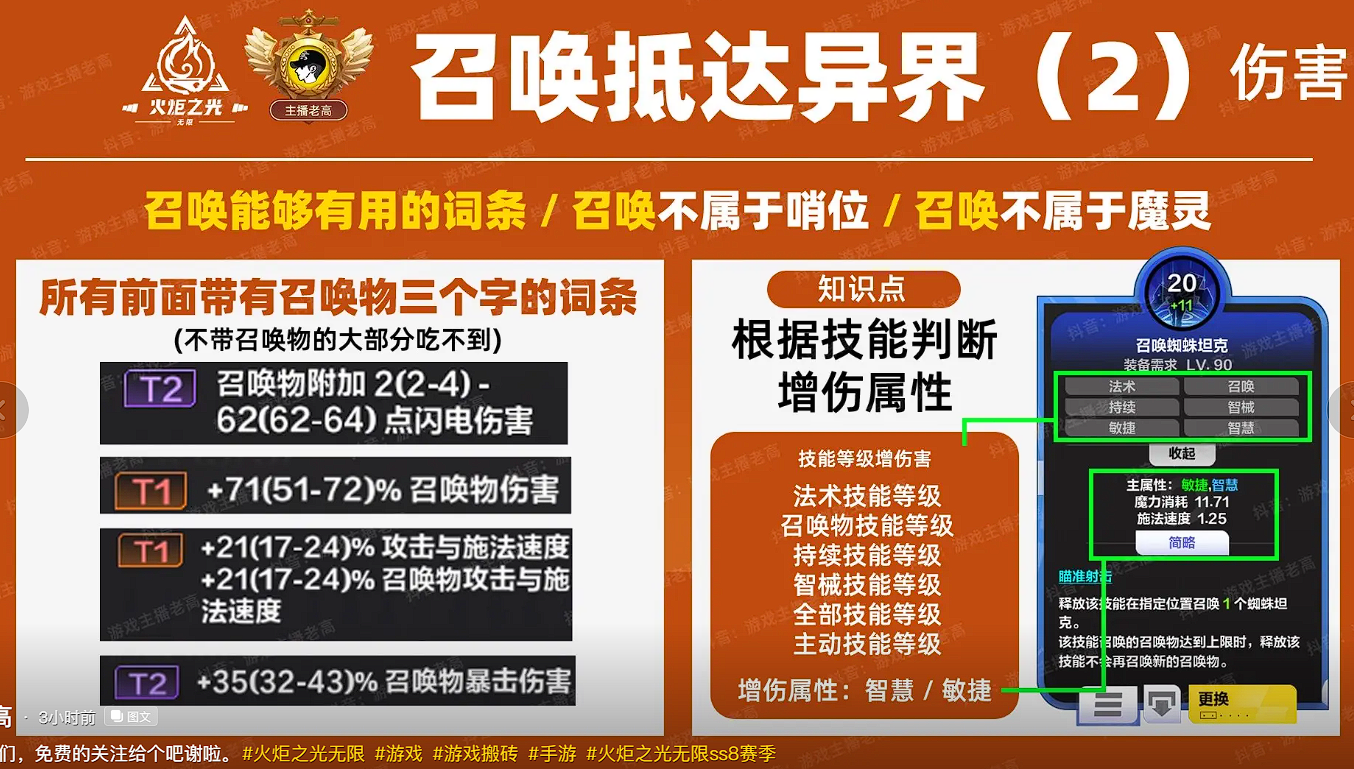 火炬之光
无限
主播老高
召唤抵达异界（2）伤害
召唤能够有用的词条 / 召唤不属于哨位 / 召唤不属于魔灵
所有前面带有召唤物三个字的词条
(不带召唤物的大部分吃不到)
T2 召唤物附加 2(2-4) -
62(62-64) 点闪电伤害
T1 +71(51-72)% 召唤物伤害
T1 +21(17-24)% 攻击与施法速度
+21(17-24)% 召唤物攻击与施
法速度
T2 +35(32-43)% 召唤物暴击伤害
知识点
根据技能判断
增伤属性
技能等级增伤害
法术技能等级
召唤物技能等级
持续技能等级
智械技能等级
全部技能等级
主动技能等级
增伤属性：智慧 / 敏捷
20
+11
召唤蜘蛛坦克
装备需求 LV. 90
法术 召唤
持续 智械
敏捷 智慧
收起
主属性：敏捷,智慧
魔力消耗 11.71
施法速度 1.25
简略
瞄准射击
释放该技能在指定位置召唤 1 个蜘蛛坦
克。
该技能召唤的召唤物达到上限时，释放该
技能不会再召唤新的召唤物。
更换
高 · 3小时前 图文
们，免费的关注给个吧谢啦。#火炬之光无限 #游戏 #游戏搬砖 #手游 #火炬之光无限ss8赛季
抖音：游戏主播老高